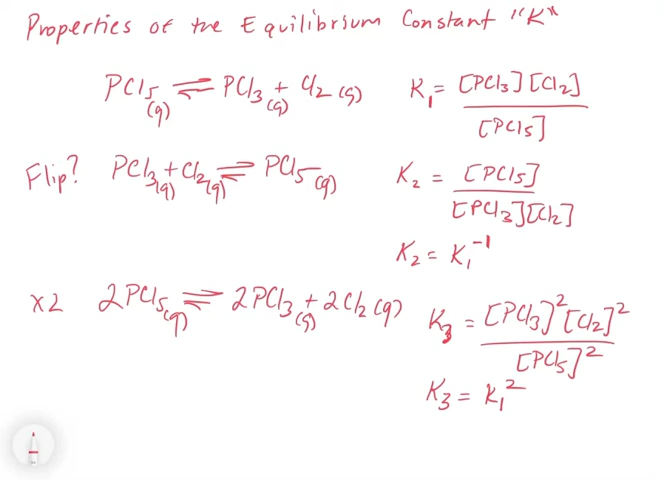 Properties of the Equilibrium Constant "K"
PCl5(g) ⇌ PCl3(g) + Cl2(g) K1 = [PCl3][Cl2] / [PCl5]
Flip? PCl3(g) + Cl2(g) ⇌ PCl5(g) K2 = [PCl5] / [PCl3][Cl2]
K2 = K1^-1
x2 2PCl5(g) ⇌ 2PCl3(g) + 2Cl2(g) K3 = [PCl3]^2 [Cl2]^2 / [PCl5]^2
K3 = K1^2